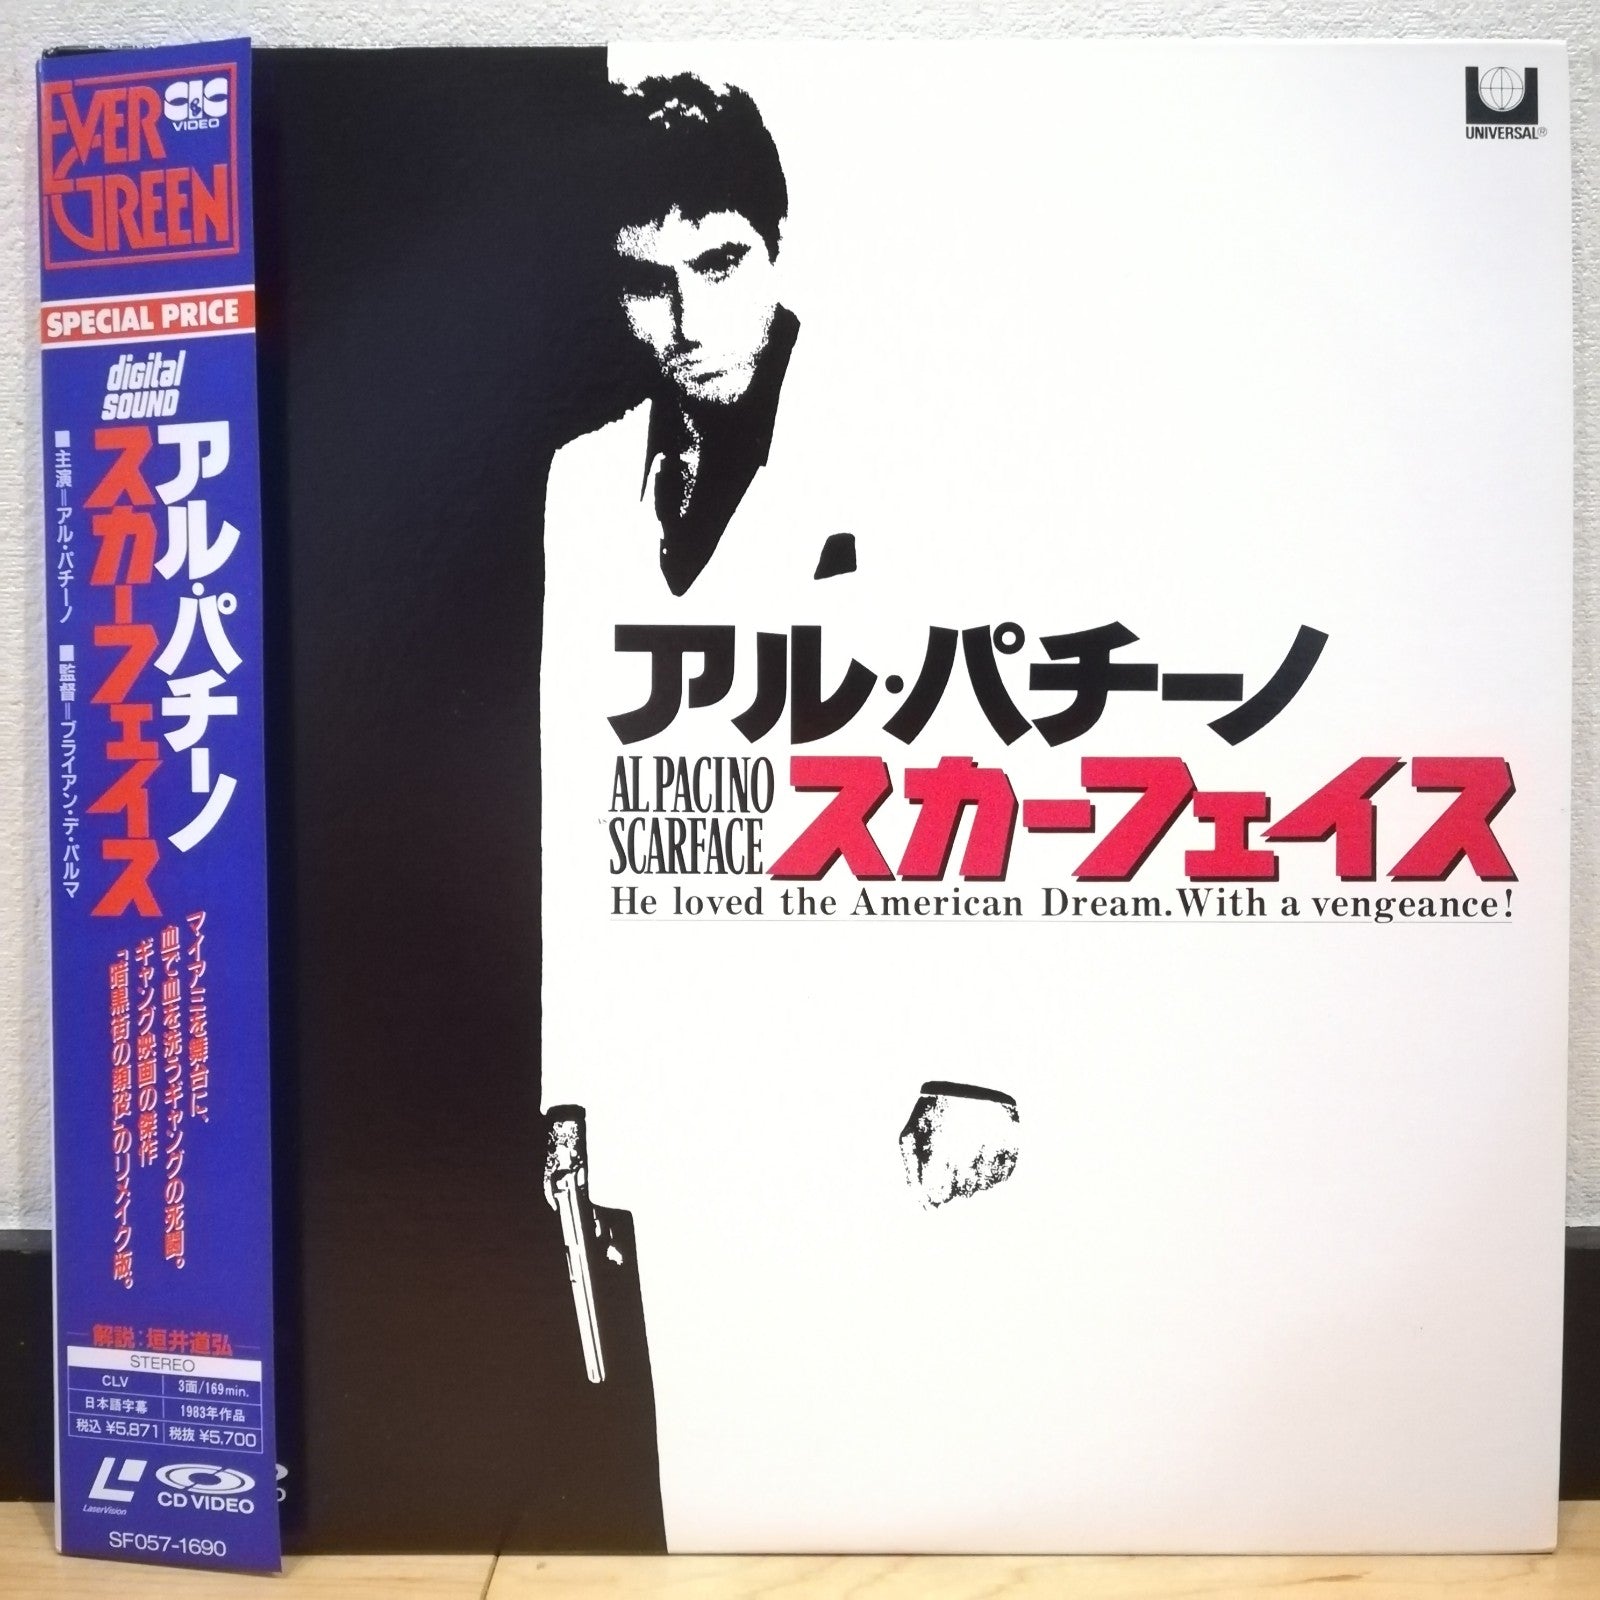 EVER
GREEN
CIC
VIDEO
SPECIAL PRICE
digital
SOUND
アル・パチーノ
スカーフェイス
■主演=アル・パチーノ ■監督=ブライアン・デ・パルマ
マイアミを舞台に、
血で血を洗うギャングの死闘。
ギャング映画の傑作
「暗黒街の顔役」のリメイク版。
解説:垣井道弘
STEREO
CLV 3面/169min.
日本語字幕 1983年作品
税込 ¥5,871 税抜 ¥5,700
LaserVision
CD VIDEO
SF057-1690
UNIVERSAL®
アル・パチーノ
AL PACINO
AS
SCARFACE
スカーフェイス
He loved the American Dream. With a vengeance!